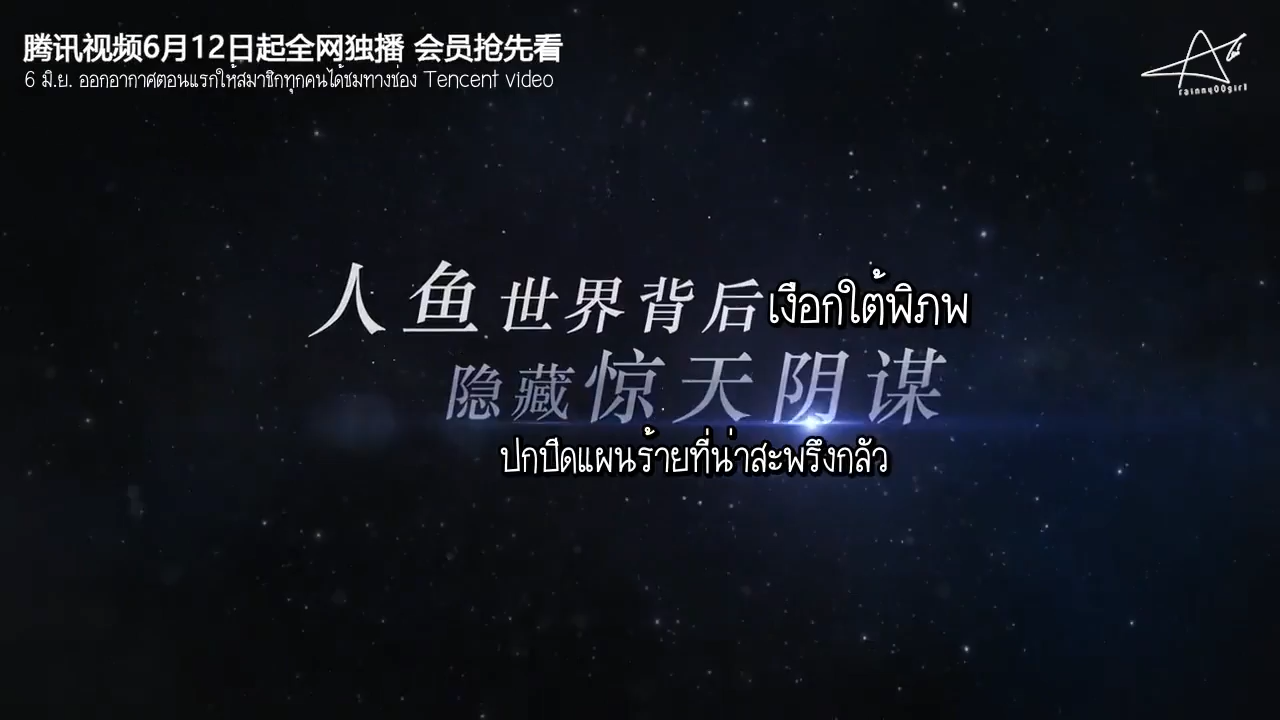 腾讯视频6月12日起全网独播 会员抢先看
6 มิ.ย. ออกอากาศตอนแรกให้สมาชิกทุกคนได้ชมทางช่อง Tencent video
rainny00girl
人鱼世界背后 เงือกใต้พิภพ
隐藏惊天阴谋
ปกปิดแผนร้ายที่น่าสะพรึงกลัว